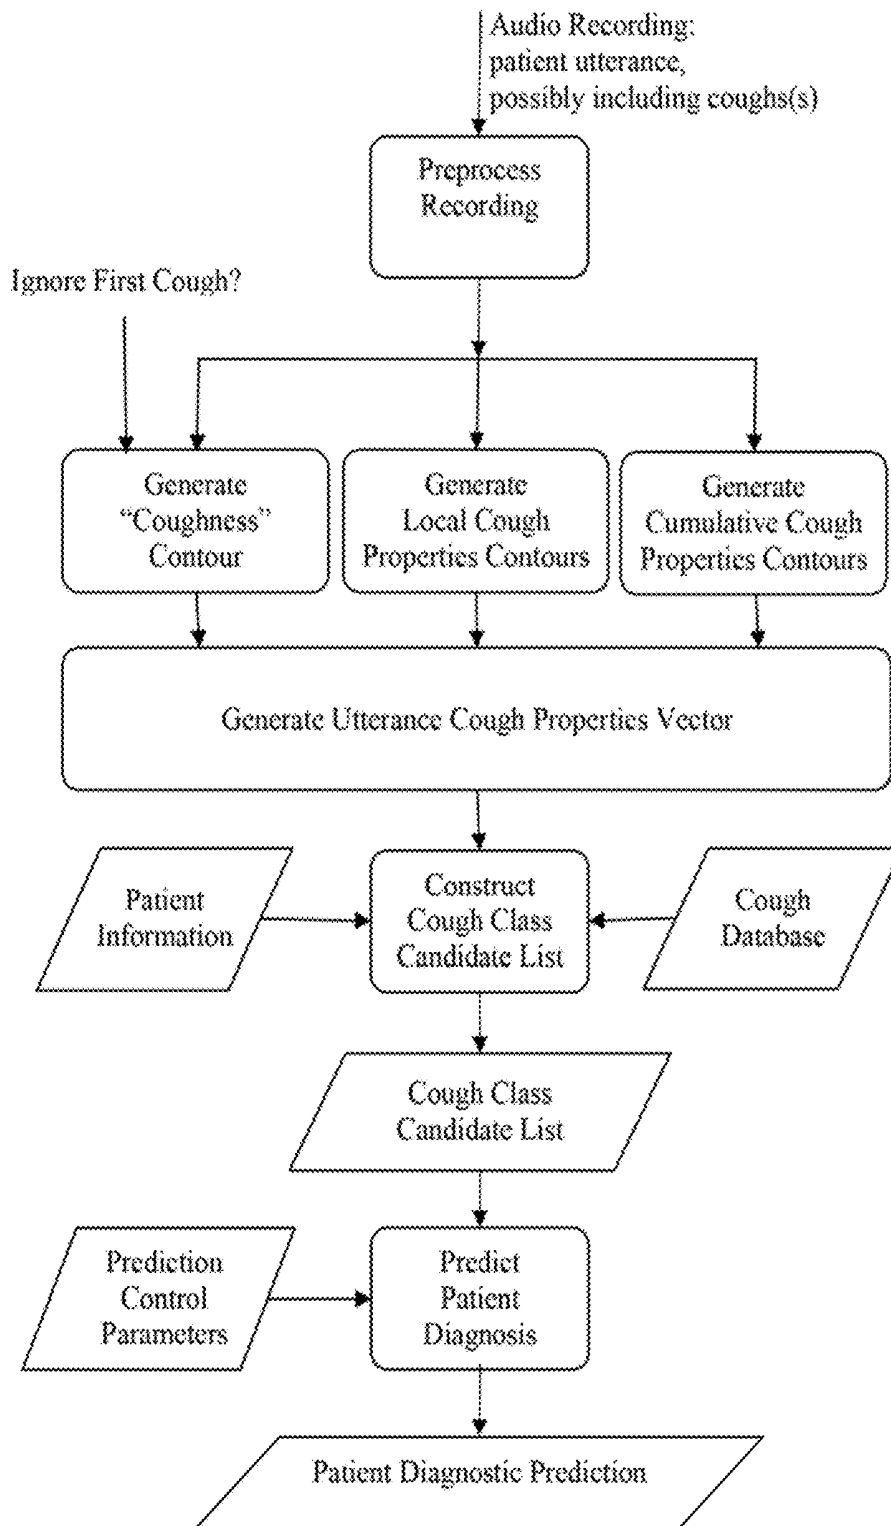 Audio Recording:
patient utterance,
possibly including coughs(s)
Preprocess
Recording
Ignore First Cough?
Generate
“Coughness”
Contour
Generate
Local Cough
Properties Contours
Generate
Cumulative Cough
Properties Contours
Generate Utterance Cough Properties Vector
Patient
Information
Construct
Cough Class
Candidate List
Cough
Database
Cough Class
Candidate List
Prediction
Control
Parameters
Predict
Patient
Diagnosis
Patient Diagnostic Prediction